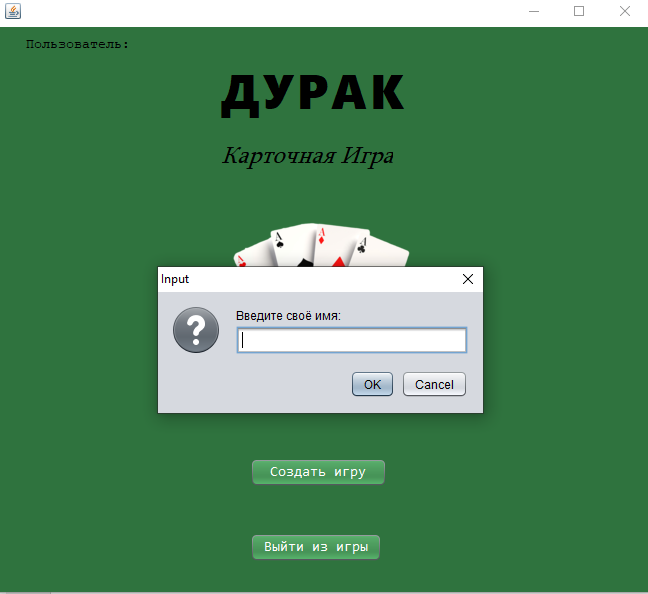 Пользователь:
ДУРАК
Карточная Игра
A
A
A
A
Input
Введите своё имя:
OK
Cancel
Создать игру
Выйти из игры